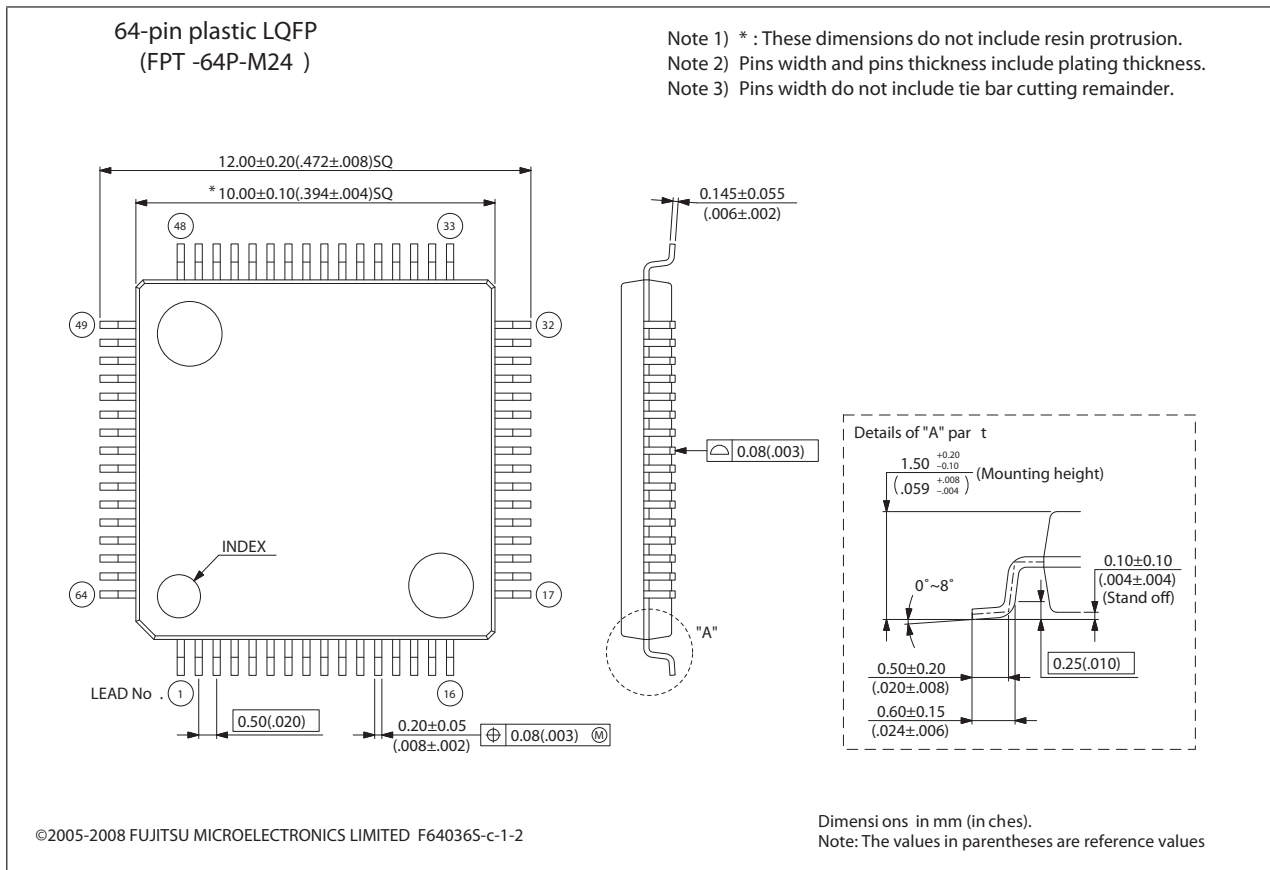 64-pin plastic LQFP
(FPT -64P-M24 )
Note 1) * : These dimensions do not include resin protrusion.
Note 2) Pins width and pins thickness include plating thickness.
Note 3) Pins width do not include tie bar cutting remainder.
12.00±0.20(.472±.008)SQ
* 10.00±0.10(.394±.004)SQ
48
33
49
32
INDEX
64
17
LEAD No . 1
16
0.50(.020)
0.20±0.05
(.008±.002)
0.08(.003) Ⓜ
0.145±0.055
(.006±.002)
0.08(.003)
"A"
Details of "A" par t
1.50 +0.20 −0.10
(.059 +.008 −.004)
(Mounting height)
0˚~8˚
0.10±0.10
(.004±.004)
(Stand off)
0.25(.010)
0.50±0.20
(.020±.008)
0.60±0.15
(.024±.006)
©2005-2008 FUJITSU MICROELECTRONICS LIMITED F64036S-c-1-2
Dimensi ons in mm (in ches).
Note: The values in parentheses are reference values